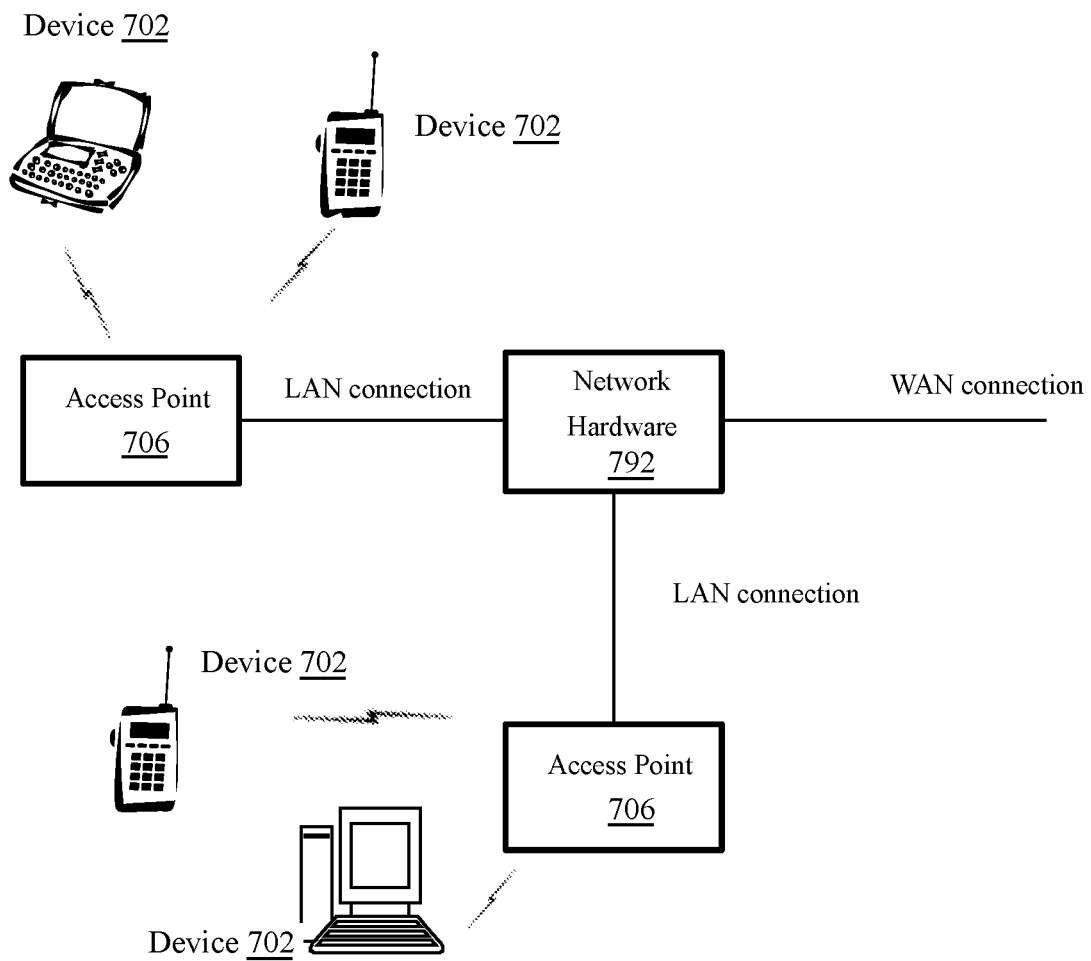 Device 702
Device 702
Access Point
706
LAN connection
Network
Hardware
792
WAN connection
LAN connection
Device 702
Access Point
706
Device 702